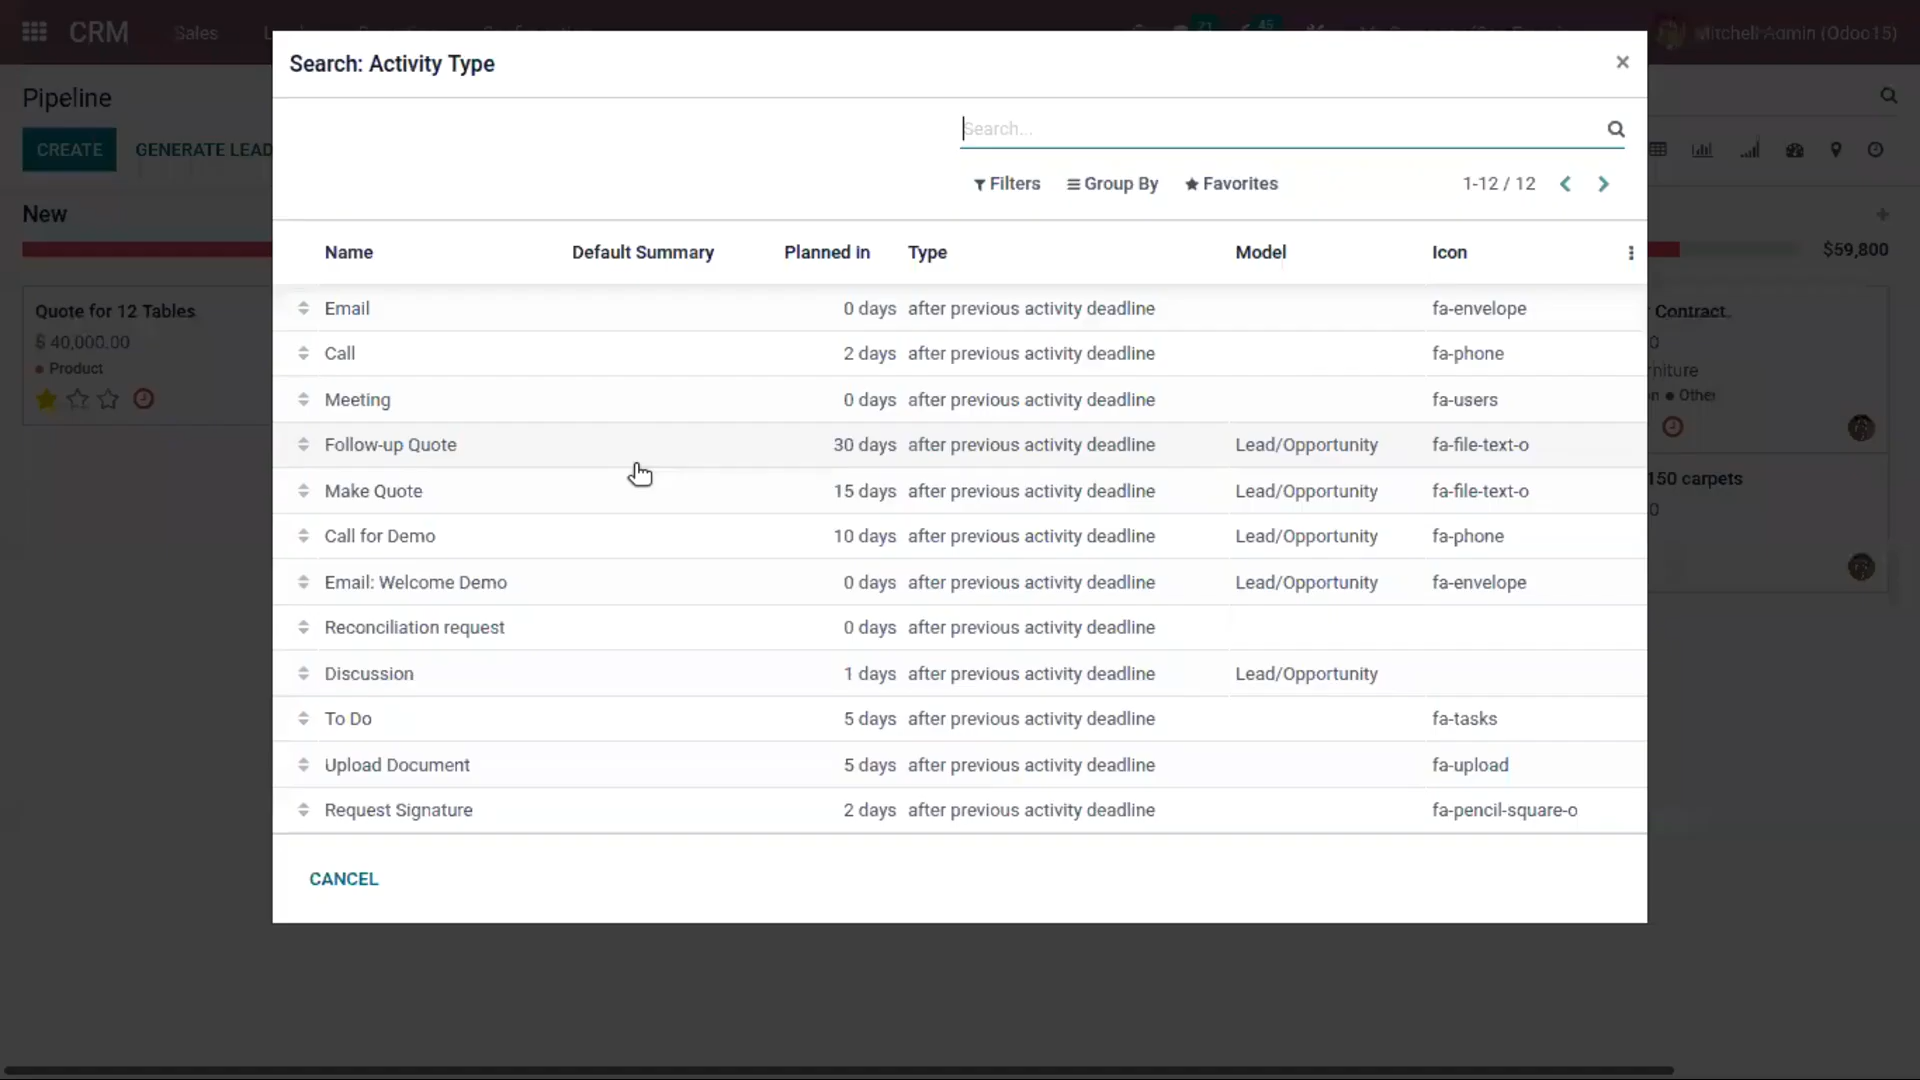 CRM Sales 21 45 Mitchell Admin (Odoo15)
Search: Activity Type ×
Pipeline
Search...
CREATE GENERATE LEAD
Filters Group By Favorites 1-12 / 12
New
$59,800
Name Default Summary Planned in Type Model Icon
Email 0 days after previous activity deadline fa-envelope
Call 2 days after previous activity deadline fa-phone
Meeting 0 days after previous activity deadline fa-users
Follow-up Quote 30 days after previous activity deadline Lead/Opportunity fa-file-text-o
Make Quote 15 days after previous activity deadline Lead/Opportunity fa-file-text-o
Call for Demo 10 days after previous activity deadline Lead/Opportunity fa-phone
Email: Welcome Demo 0 days after previous activity deadline Lead/Opportunity fa-envelope
Reconciliation request 0 days after previous activity deadline
Discussion 1 days after previous activity deadline Lead/Opportunity
To Do 5 days after previous activity deadline fa-tasks
Upload Document 5 days after previous activity deadline fa-upload
Request Signature 2 days after previous activity deadline fa-pencil-square-o
CANCEL
Quote for 12 Tables
$ 40,000.00
Product
Contract.
0
niture
n Other
150 carpets
0